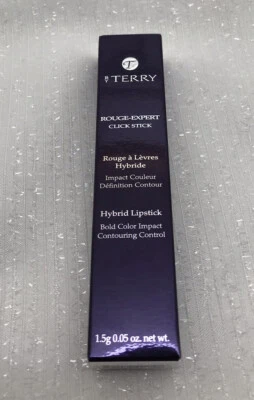 BY TERRY
ROUGE-EXPERT
CLICK STICK
Rouge à Lèvres
Hybride
Impact Couleur
Définition Contour
Hybrid Lipstick
Bold Color Impact
Contouring Control
1.5g 0.05 oz. net wt.